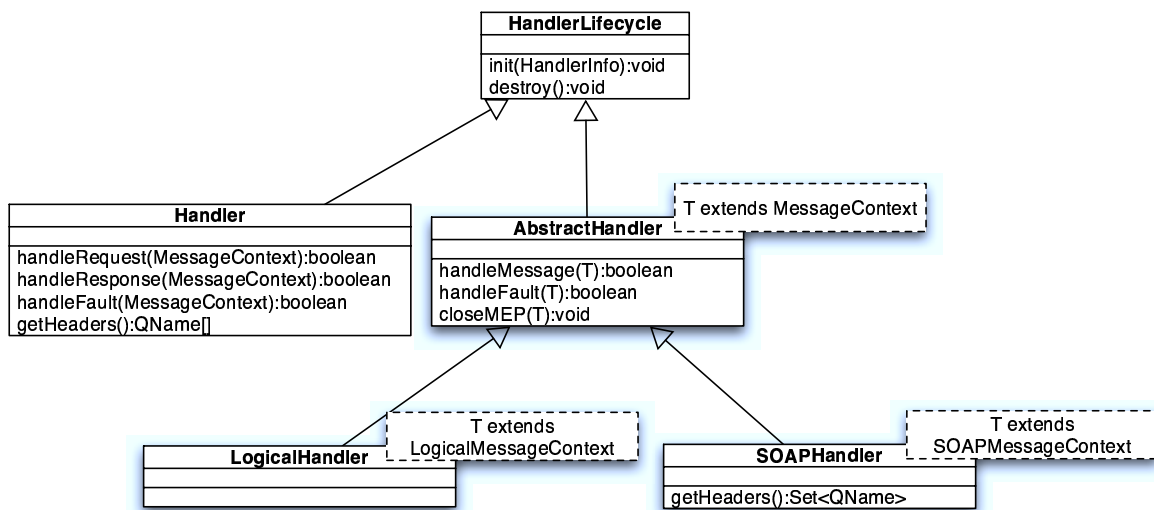 HandlerLifecycle
init(HandlerInfo):void
destroy():void
Handler
handleRequest(MessageContext):boolean
handleResponse(MessageContext):boolean
handleFault(MessageContext):boolean
getHeaders():QName[]
T extends MessageContext
AbstractHandler
handleMessage(T):boolean
handleFault(T):boolean
closeMEP(T):void
T extends
LogicalMessageContext
LogicalHandler
T extends
SOAPMessageContext
SOAPHandler
getHeaders():Set<QName>